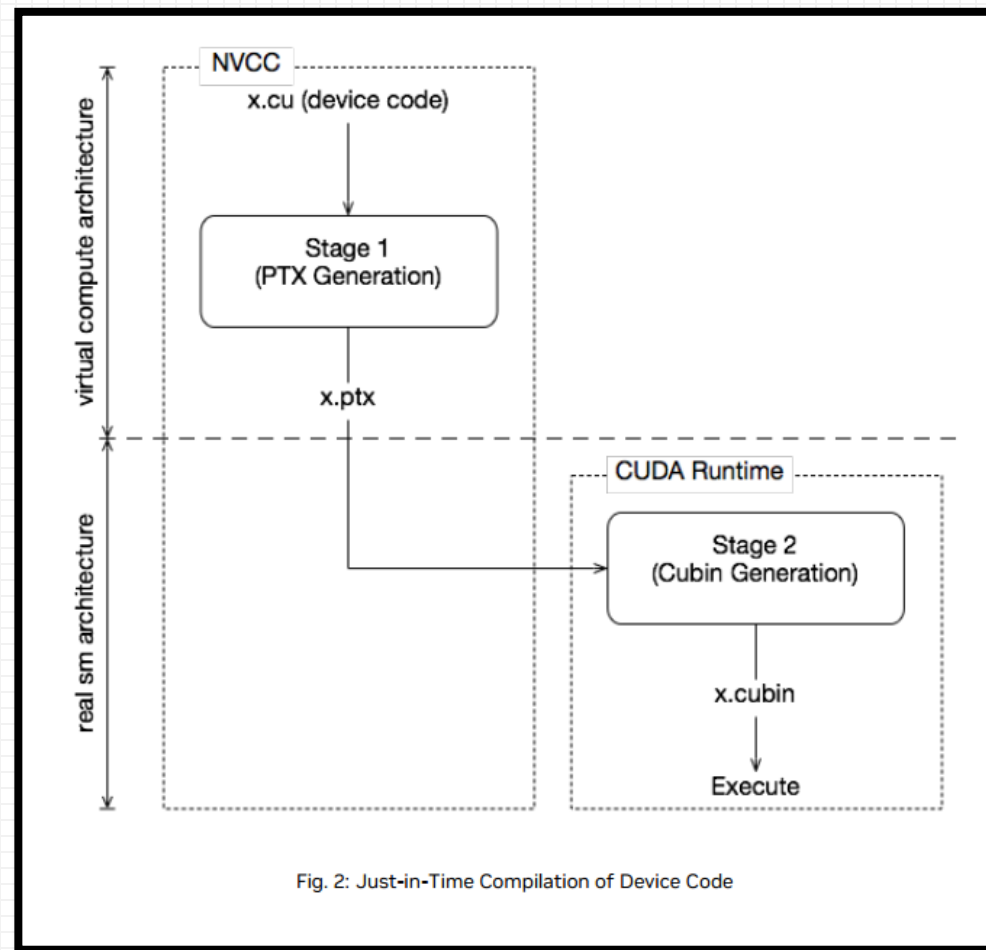 NVCC
x.cu (device code)
virtual compute architecture
Stage 1
(PTX Generation)
x.ptx
real sm architecture
CUDA Runtime
Stage 2
(Cubin Generation)
x.cubin
Execute
Fig. 2: Just-in-Time Compilation of Device Code